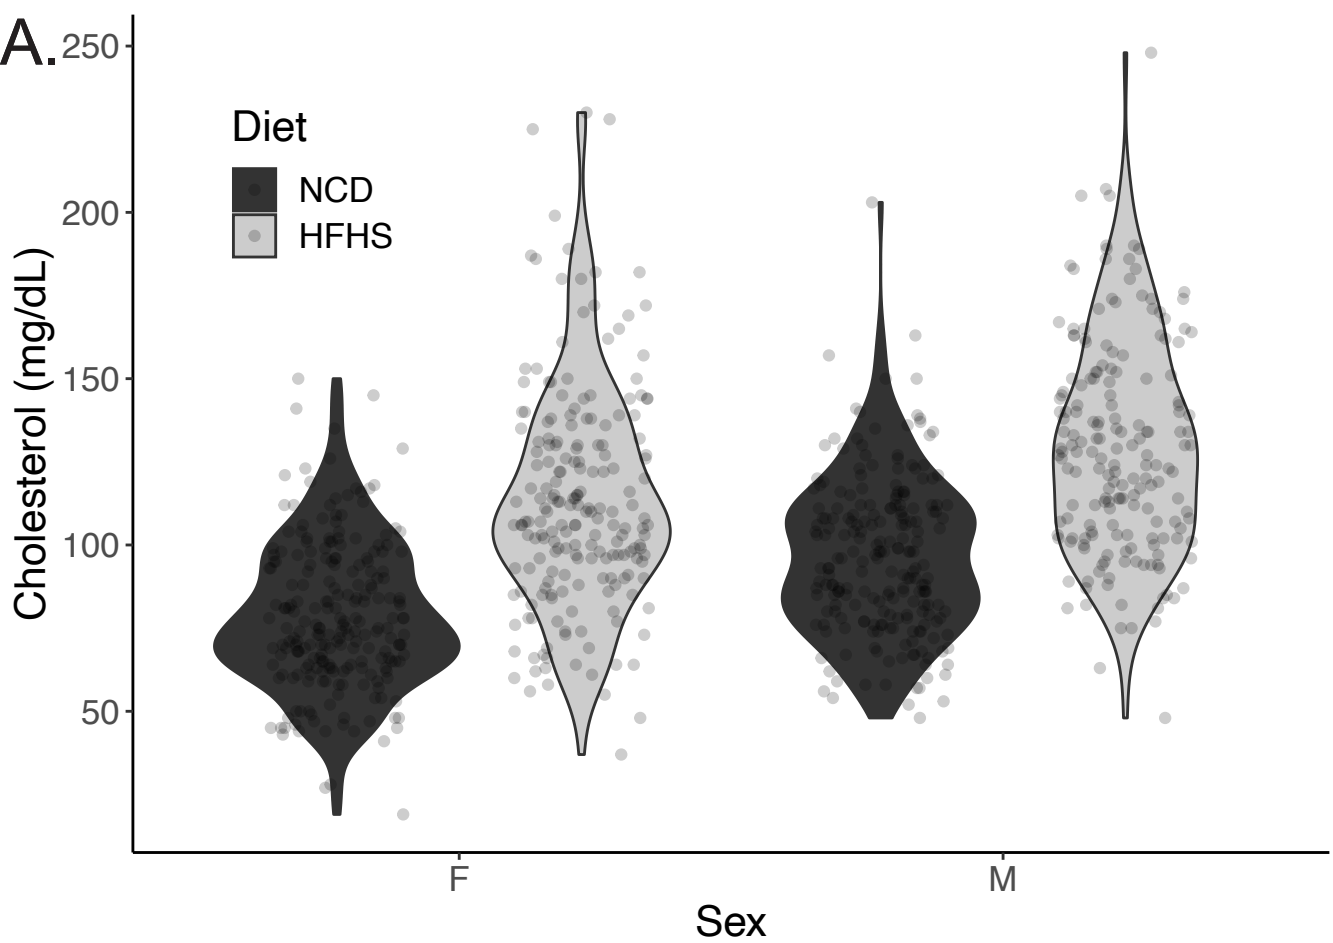 A.
250
200
150
100
50
Cholesterol (mg/dL)
Diet
NCD
HFHS
F
M
Sex